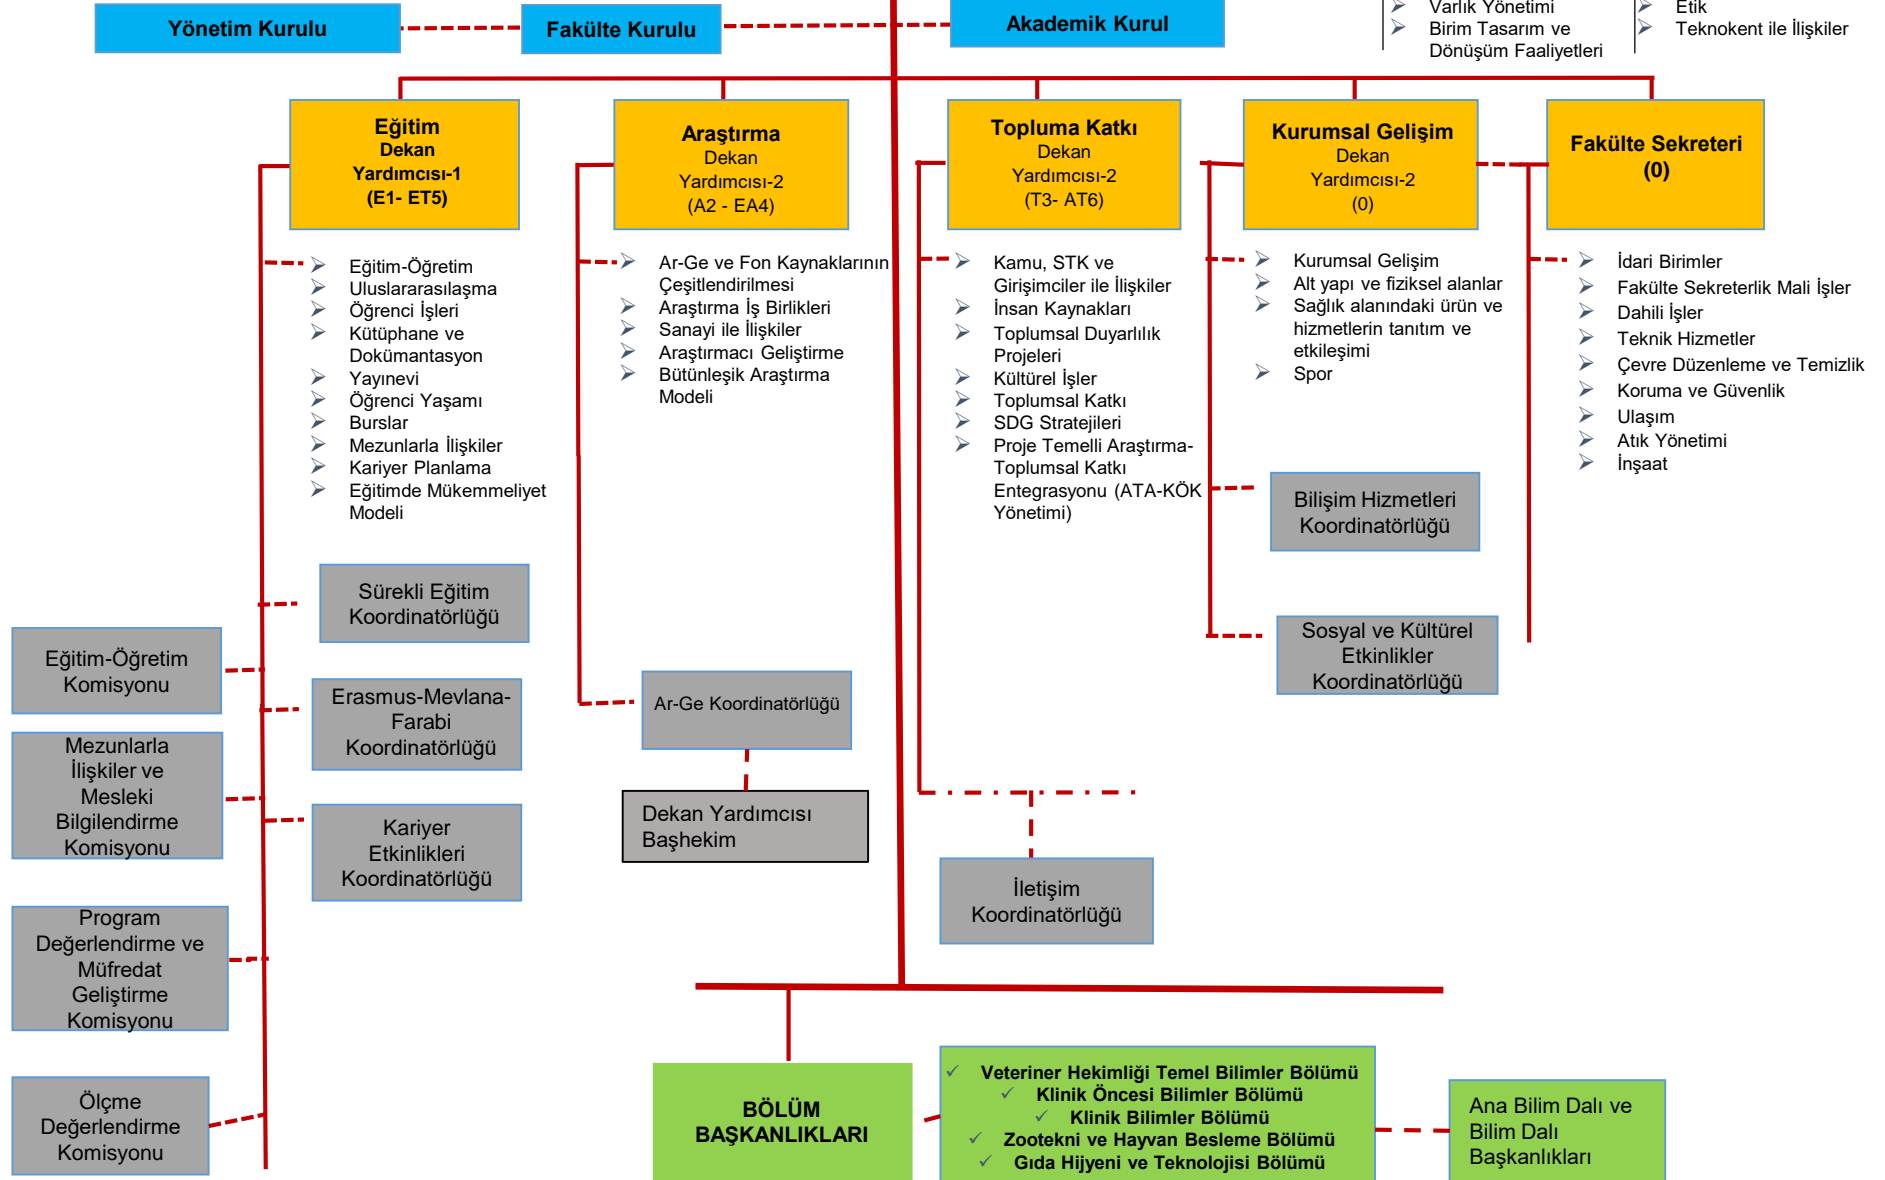 Yönetim Kurulu
Fakülte Kurulu
Akademik Kurul
Varlık Yönetimi
Birim Tasarım ve
Dönüşüm Faaliyetleri
Etik
Teknokent ile İlişkiler
Eğitim
Dekan
Yardımcısı-1
(E1- ET5)
Araştırma
Dekan
Yardımcısı-2
(A2 - EA4)
Topluma Katkı
Dekan
Yardımcısı-2
(T3- AT6)
Kurumsal Gelişim
Dekan
Yardımcısı-2
(0)
Fakülte Sekreteri
(0)
Eğitim-Öğretim
Uluslararasılaşma
Öğrenci İşleri
Kütüphane ve
Dokümantasyon
Yayınevi
Öğrenci Yaşamı
Burslar
Mezunlarla İlişkiler
Kariyer Planlama
Eğitimde Mükemmeliyet
Modeli
Ar-Ge ve Fon Kaynaklarının
Çeşitlendirilmesi
Araştırma İş Birlikleri
Sanayi ile İlişkiler
Araştırmacı Geliştirme
Bütünleşik Araştırma
Modeli
Kamu, STK ve
Girişimciler ile İlişkiler
İnsan Kaynakları
Toplumsal Duyarlılık
Projeleri
Kültürel İşler
Toplumsal Katkı
SDG Stratejileri
Proje Temelli Araştırma-
Toplumsal Katkı
Entegrasyonu (ATA-KÖK
Yönetimi)
Kurumsal Gelişim
Alt yapı ve fiziksel alanlar
Sağlık alanındaki ürün ve
hizmetlerin tanıtım ve
etkileşimi
Spor
İdari Birimler
Fakülte Sekreterlik Mali İşler
Dahili İşler
Teknik Hizmetler
Çevre Düzenleme ve Temizlik
Koruma ve Güvenlik
Ulaşım
Atık Yönetimi
İnşaat
Bilişim Hizmetleri
Koordinatörlüğü
Sürekli Eğitim
Koordinatörlüğü
Sosyal ve Kültürel
Etkinlikler
Koordinatörlüğü
Eğitim-Öğretim
Komisyonu
Erasmus-Mevlana-
Farabi
Koordinatörlüğü
Ar-Ge Koordinatörlüğü
Mezunlarla
İlişkiler ve
Mesleki
Bilgilendirme
Komisyonu
Kariyer
Etkinlikleri
Koordinatörlüğü
Dekan Yardımcısı
Başhekim
İletişim
Koordinatörlüğü
Program
Değerlendirme ve
Müfredat
Geliştirme
Komisyonu
Ölçme
Değerlendirme
Komisyonu
BÖLÜM
BAŞKANLIKLARI
Veteriner Hekimliği Temel Bilimler Bölümü
Klinik Öncesi Bilimler Bölümü
Klinik Bilimler Bölümü
Zootekni ve Hayvan Besleme Bölümü
Gıda Hijyeni ve Teknolojisi Bölümü
Ana Bilim Dalı ve
Bilim Dalı
Başkanlıkları